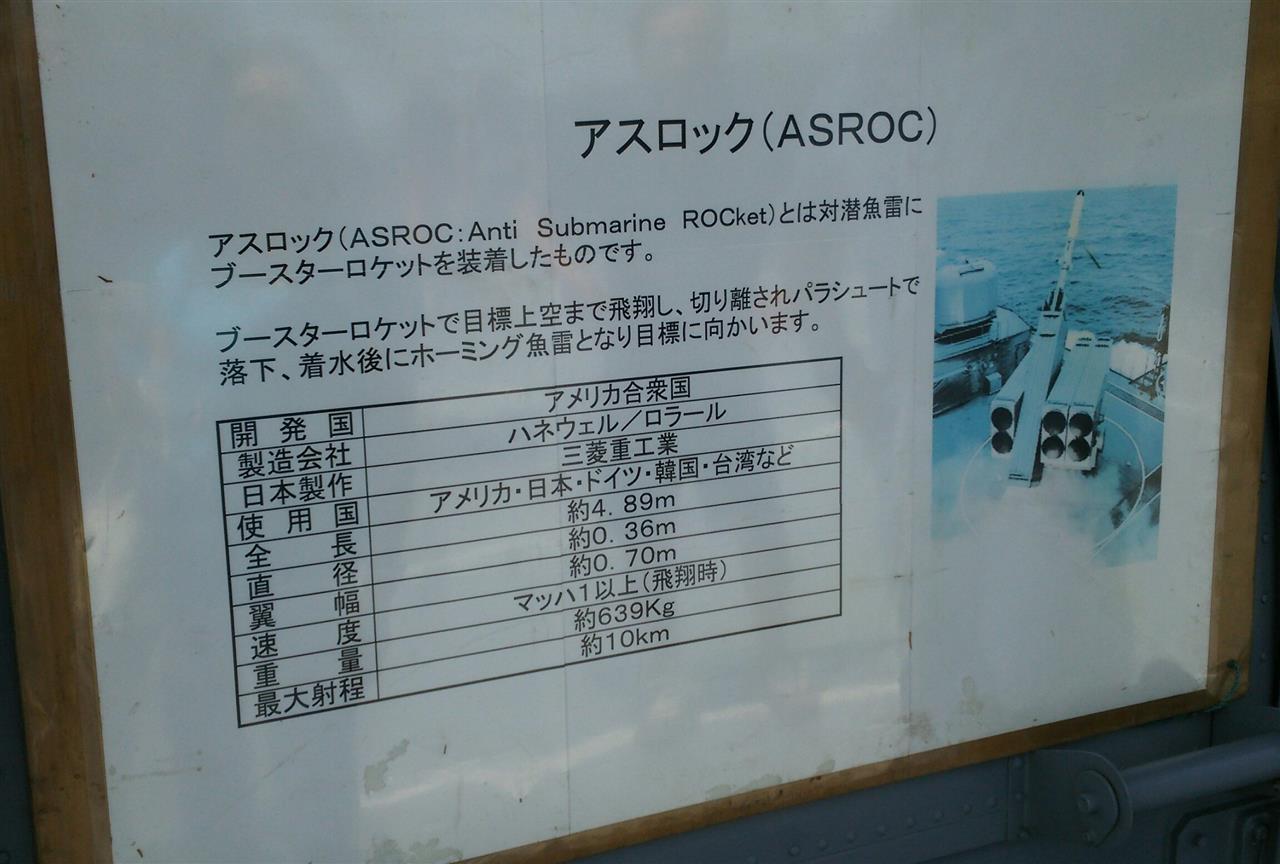 アスロック(ASROC)
アスロック(ASROC:Anti Submarine ROCket)とは対潜魚雷に
ブースターロケットを装着したものです。
ブースターロケットで目標上空まで飛翔し、切り離されパラシュートで
落下、着水後にホーミング魚雷となり目標に向かいます。
開発国 アメリカ合衆国
製造会社 ハネウェル/ロラール
日本製作 三菱重工業
使用国 アメリカ・日本・ドイツ・韓国・台湾など
全長 約4.89m
直径 約0.36m
翼幅 約0.70m
速度 マッハ1以上(飛翔時)
重量 約639Kg
最大射程 約10km